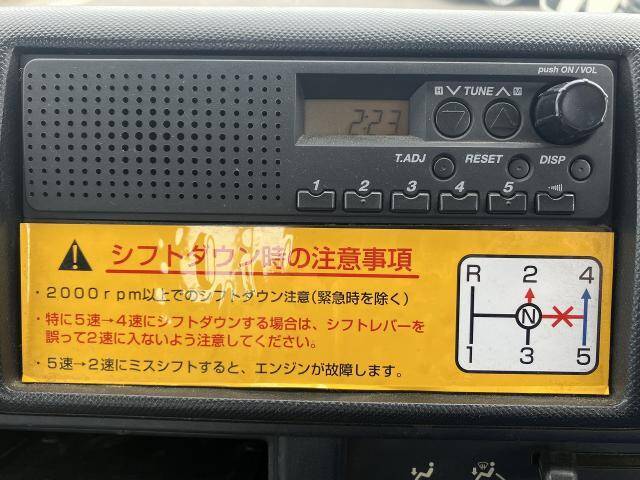 push ON/VOL
H TUNE M
2:23
T.ADJ RESET DISP
1 2 3 4 5
シフトダウン時の注意事項
・2000rpm以上でのシフトダウン注意(緊急時を除く)
・特に5速→4速にシフトダウンする場合は、シフトレバーを
誤って2速に入ないよう注意してください。
・5速→2速にミスシフトすると、エンジンが故障します。
R 2 4
N
1 3 5